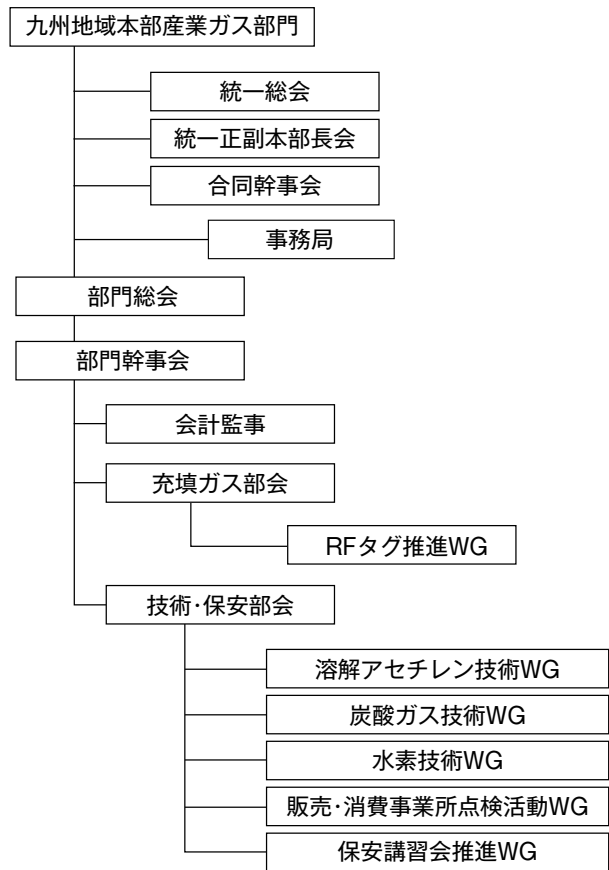 九州地域本部産業ガス部門
統一総会
統一正副本部長会
合同幹事会
事務局
部門総会
部門幹事会
会計監事
充填ガス部会
RFタグ推進WG
技術・保安部会
溶解アセチレン技術WG
炭酸ガス技術WG
水素技術WG
販売・消費事業所点検活動WG
保安講習会推進WG